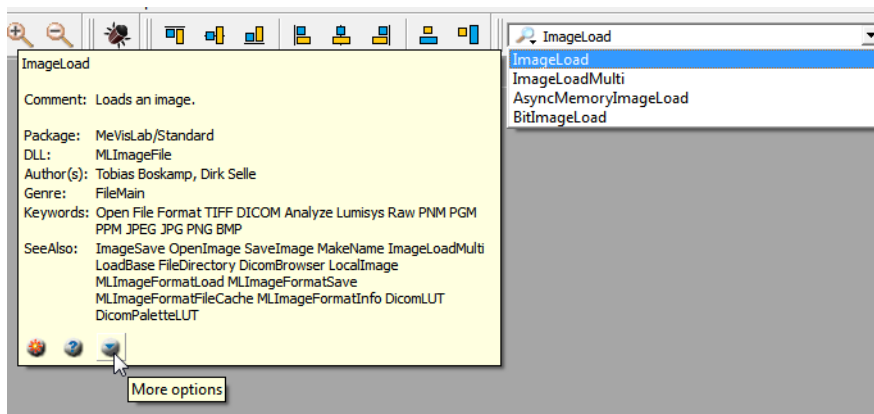 ImageLoad
ImageLoad
ImageLoadMulti
AsyncMemoryImageLoad
BitImageLoad
ImageLoad
Comment: Loads an image.
Package: MeVisLab/Standard
DLL: MLImageFile
Author(s): Tobias Boskamp, Dirk Selle
Genre: FileMain
Keywords: Open File Format TIFF DICOM Analyze Lumisys Raw PNM PGM
PPM JPEG JPG PNG BMP
SeeAlso: ImageSave OpenImage SaveImage MakeName ImageLoadMulti
LoadBase FileDirectory DicomBrowser LocalImage
MLImageFormatLoad MLImageFormatSave
MLImageFormatFileCache MLImageFormatInfo DicomLUT
DicomPaletteLUT
More options